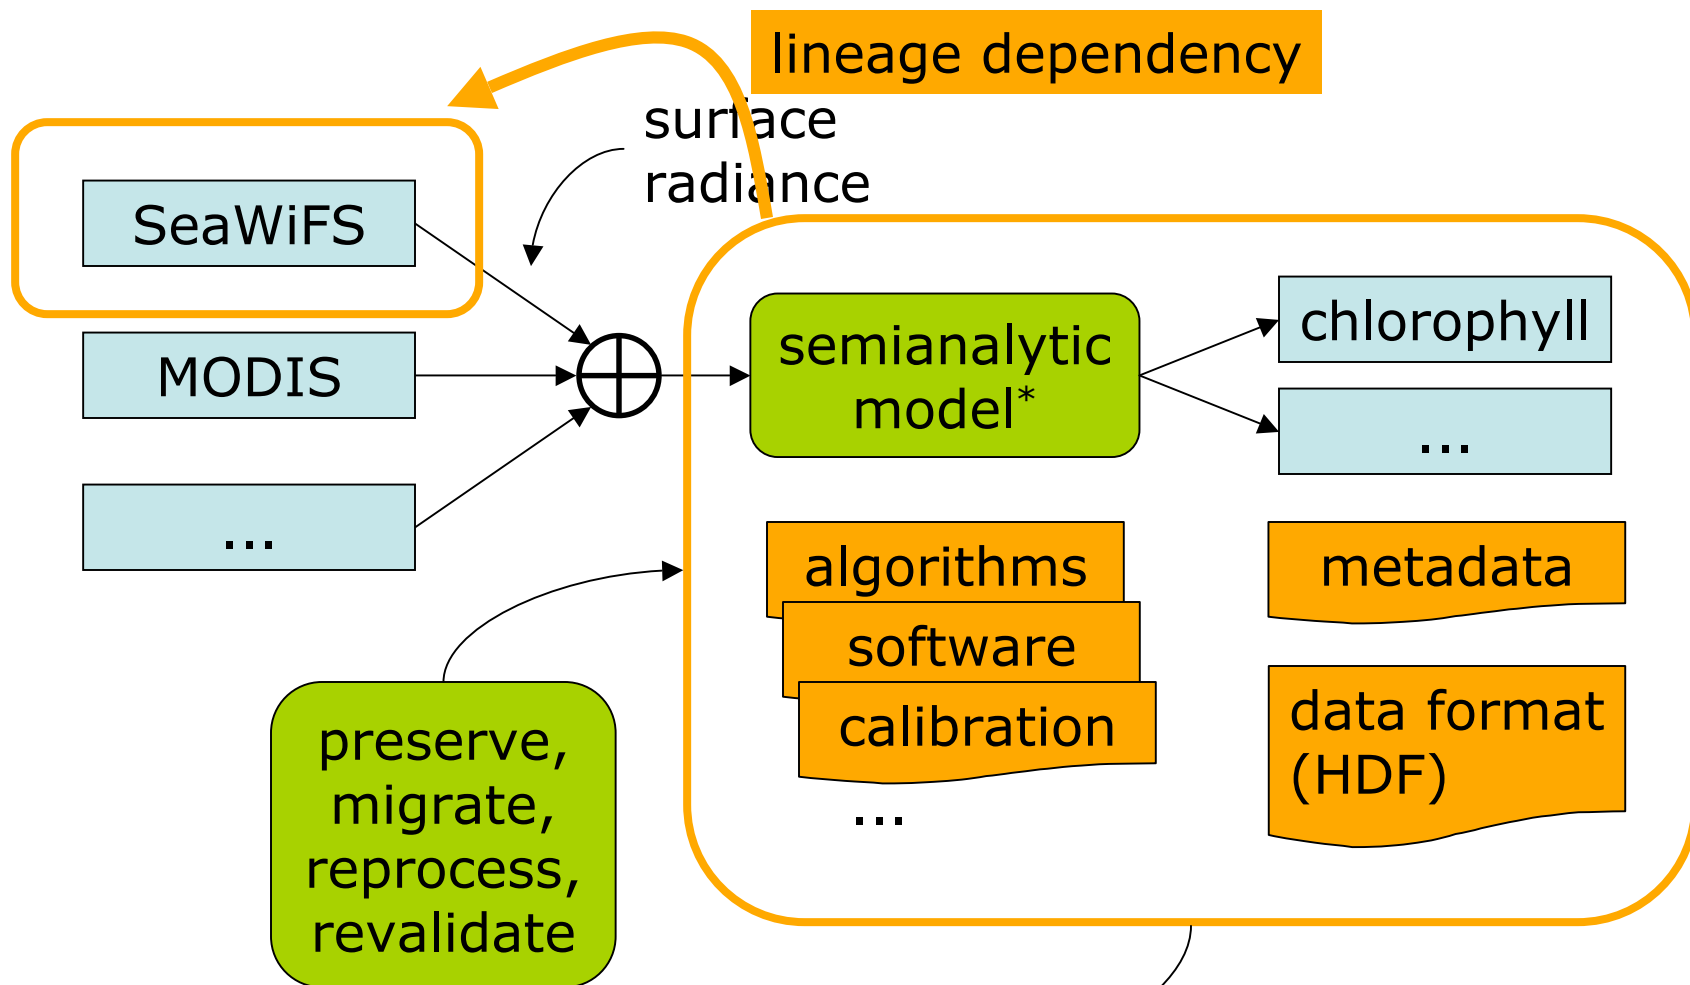 lineage dependency
surface
radiance
SeaWiFS
MODIS
...
semianalytic
model*
chlorophyll
...
algorithms
software
calibration
...
metadata
data format
(HDF)
preserve,
migrate,
reprocess,
revalidate